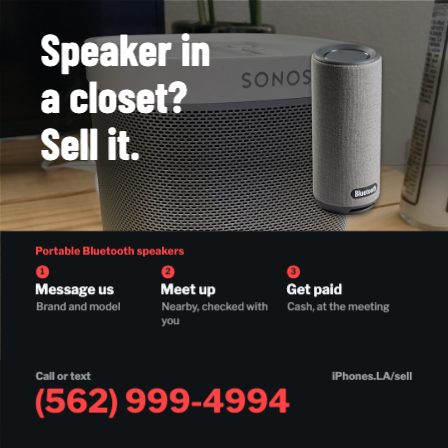 Speaker in
a closet?
Sell it.
SONOS
Bluetooth
Portable Bluetooth speakers
1
Message us
Brand and model
2
Meet up
Nearby, checked with
you
3
Get paid
Cash, at the meeting
Call or text
iPhones.LA/sell
(562) 999-4994